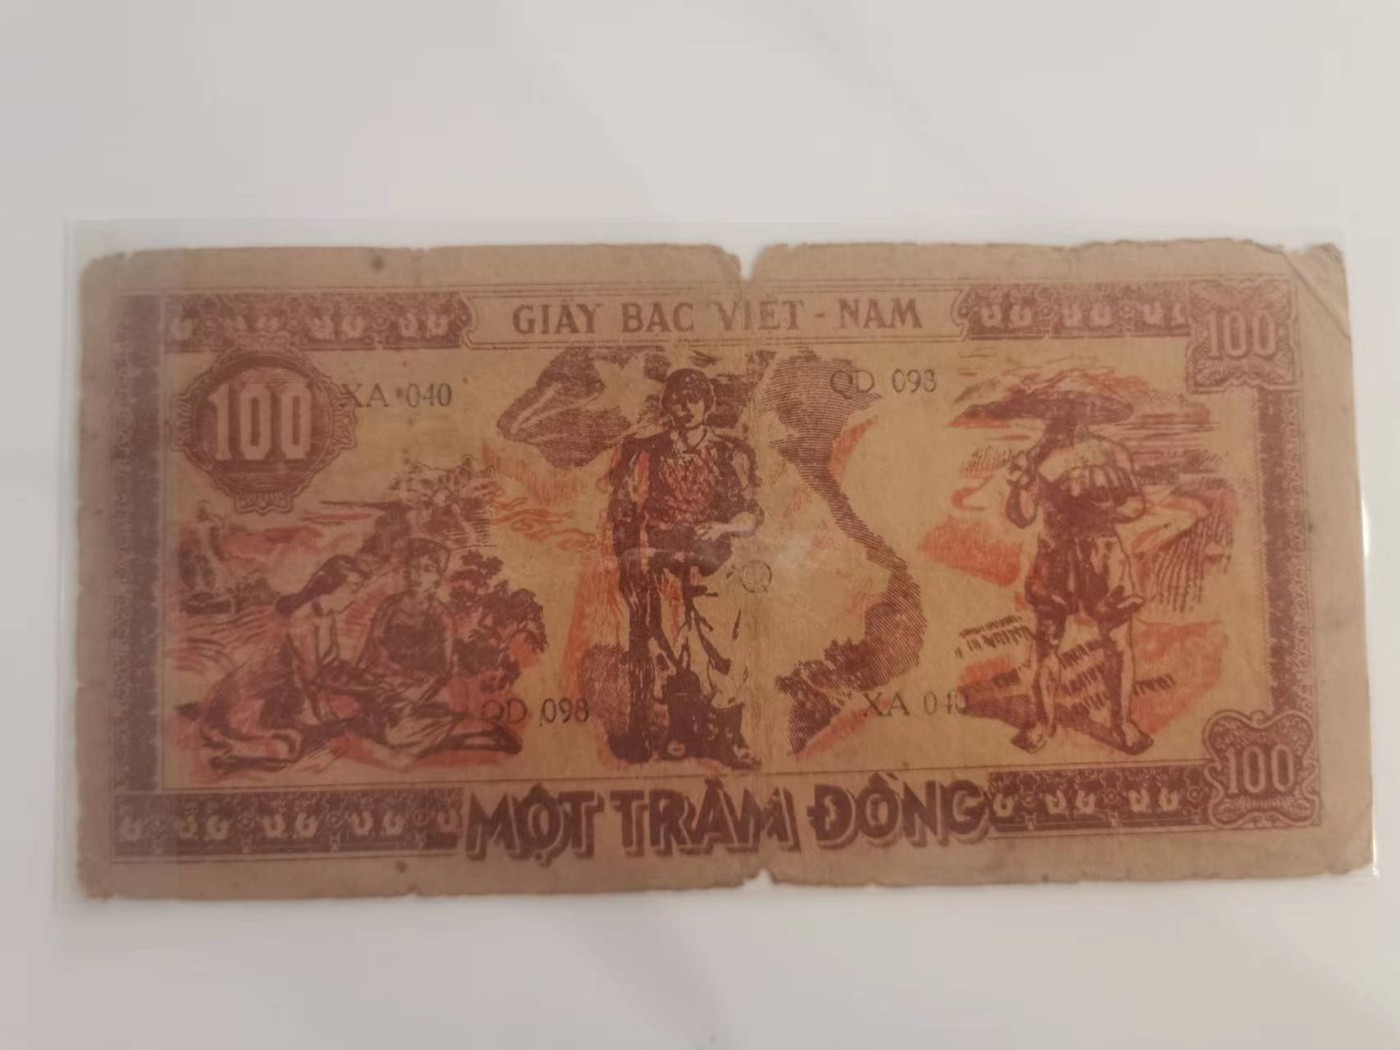 GIẤY BẠC VIỆT-NAM
100
100
XA 040
QD 098
QD 098
XA 040
100
MỘT TRĂM ĐỒNG